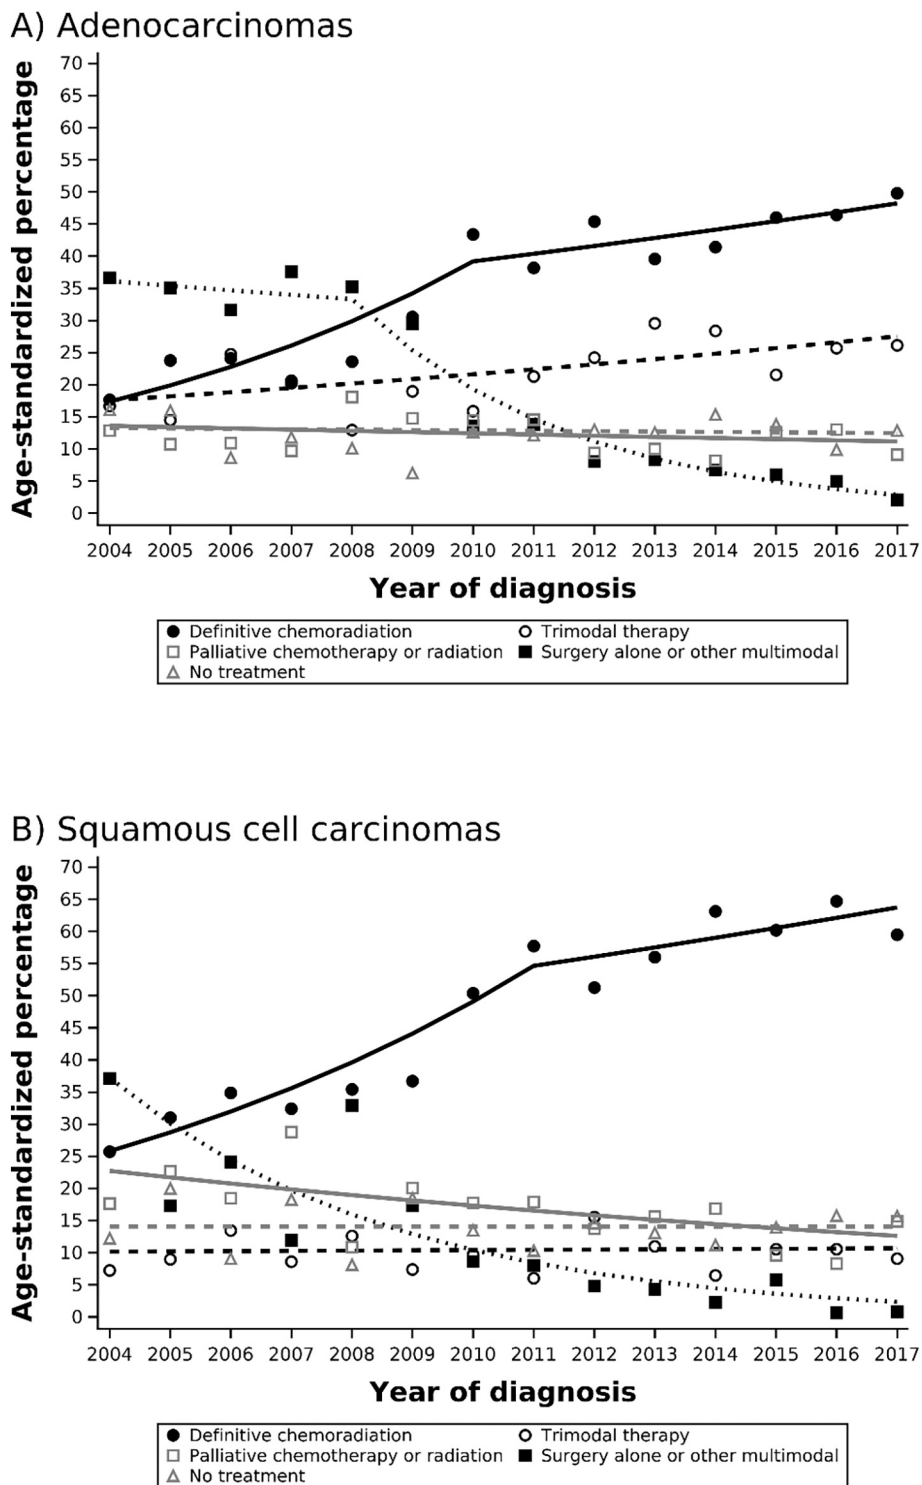 A) Adenocarcinomas
Age-standardized percentage
70
65
60
55
50
45
40
35
30
25
20
15
10
5
0
2004 2005 2006 2007 2008 2009 2010 2011 2012 2013 2014 2015 2016 2017
Year of diagnosis
Definitive chemoradiation Trimodal therapy
Palliative chemotherapy or radiation Surgery alone or other multimodal
No treatment
B) Squamous cell carcinomas
Age-standardized percentage
70
65
60
55
50
45
40
35
30
25
20
15
10
5
0
2004 2005 2006 2007 2008 2009 2010 2011 2012 2013 2014 2015 2016 2017
Year of diagnosis
Definitive chemoradiation Trimodal therapy
Palliative chemotherapy or radiation Surgery alone or other multimodal
No treatment